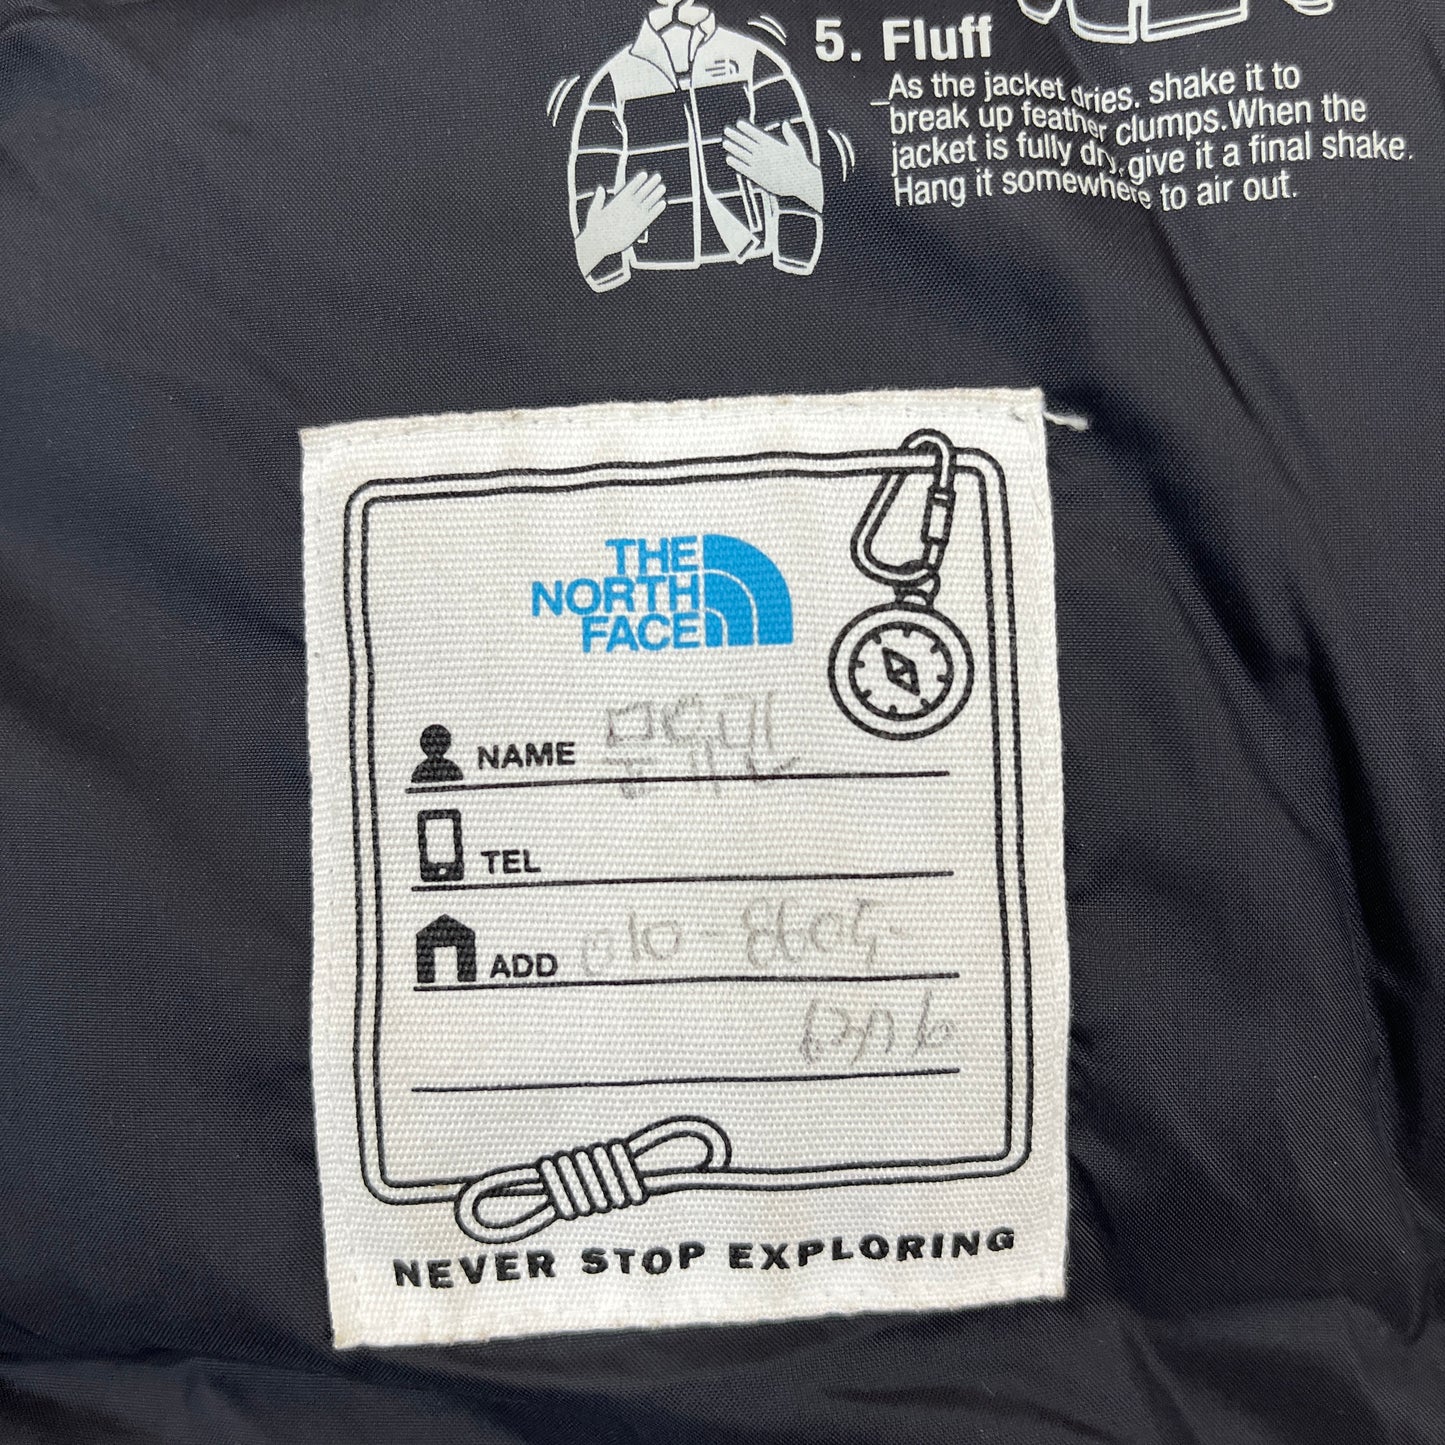 5. Fluff
As the jacket dries. shake it to
break up feather clumps.When the
jacket is fully dry, give it a final shake.
Hang it somewhere to air out.
THE
NORTH
FACE
NAME
TEL
ADD
NEVER STOP EXPLORING